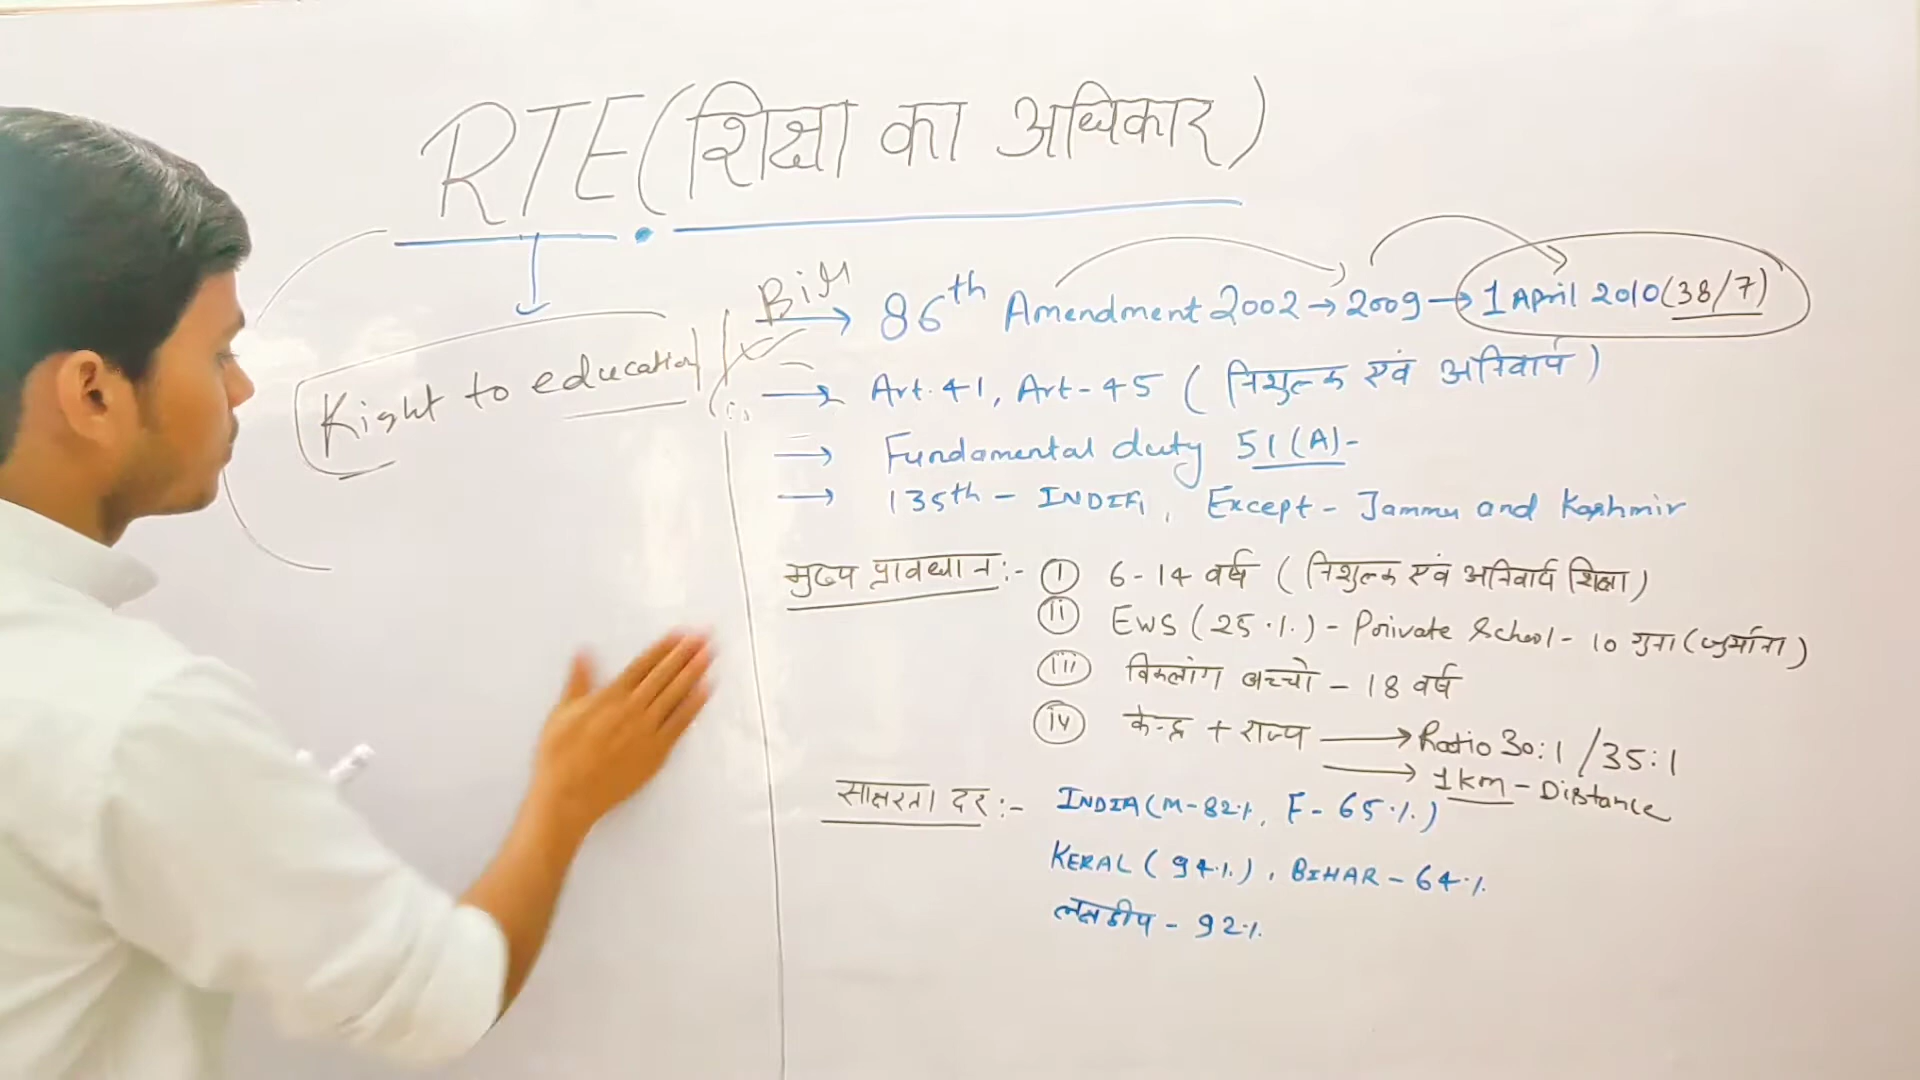 RTE (शिक्षा का अधिकार)
Right to education
Bill
→ 86th Amendment 2002 → 2009 → 1 April 2010 (38/7)
→ Art. 41, Art - 45 ( निशुल्क एवं अनिवार्य )
→ Fundamental duty 51(A)-
→ 135th - INDIA, Except - Jammu and Kashmir
मुख्य प्रावधान :- (i) 6-14 वर्ष ( निशुल्क एवं अनिवार्य शिक्षा )
(ii) EWS (25%) - Private School - 10 गुना (जुर्माना)
(iii) विकलांग बच्चो - 18 वर्ष
(iv) केन्द्र + राज्य → Ratio 30:1 / 35:1
→ 1km - Distance
साक्षरता दर :- INDIA (M-82%, F-65%)
KERAL (94%), BIHAR - 64%
लक्षद्वीप - 92%